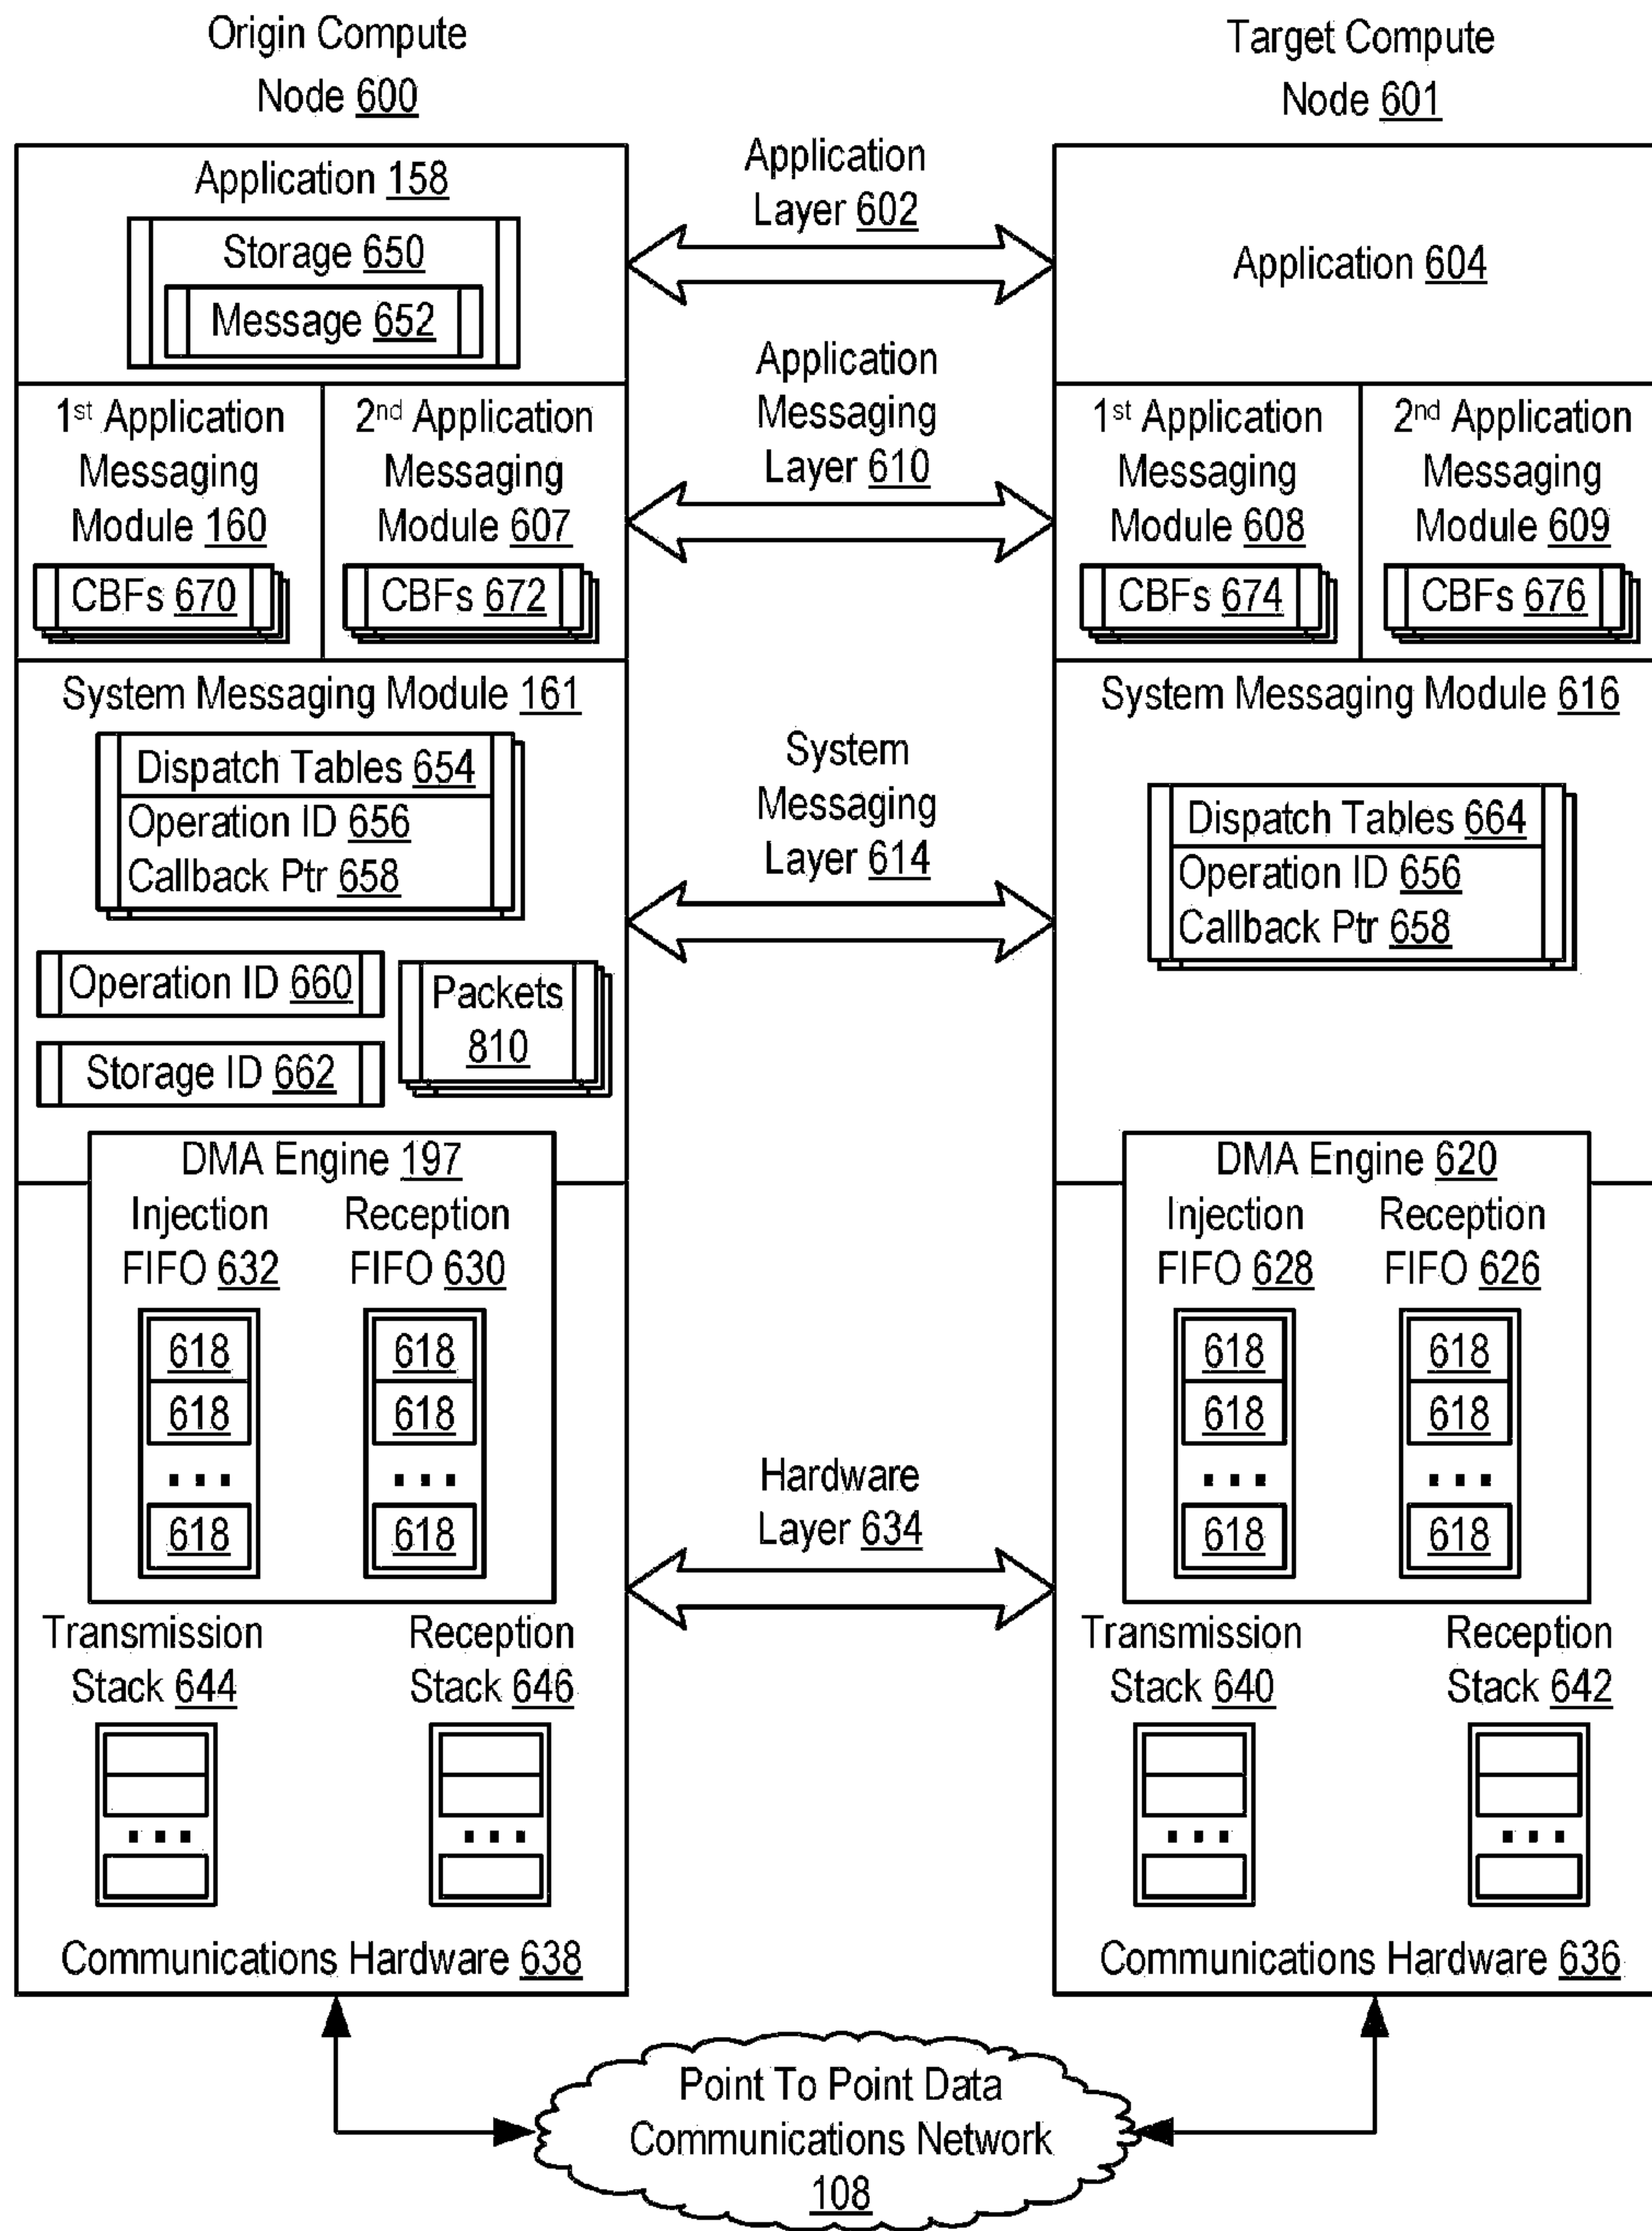 Origin Compute
Node 600
Target Compute
Node 601
Application 158
Storage 650
Message 652
Application
Layer 602
Application 604
1st Application
Messaging
Module 160
CBFs 670
2nd Application
Messaging
Module 607
CBFs 672
Application
Messaging
Layer 610
1st Application
Messaging
Module 608
CBFs 674
2nd Application
Messaging
Module 609
CBFs 676
System Messaging Module 161
Dispatch Tables 654
Operation ID 656
Callback Ptr 658
Operation ID 660
Storage ID 662
Packets
810
System
Messaging
Layer 614
System Messaging Module 616
Dispatch Tables 664
Operation ID 656
Callback Ptr 658
DMA Engine 197
Injection
FIFO 632
618
618
...
618
Reception
FIFO 630
618
618
...
618
Transmission
Stack 644
...
Reception
Stack 646
...
Communications Hardware 638
Hardware
Layer 634
DMA Engine 620
Injection
FIFO 628
618
618
...
618
Reception
FIFO 626
618
618
...
618
Transmission
Stack 640
...
Reception
Stack 642
...
Communications Hardware 636
Point To Point Data
Communications Network
108